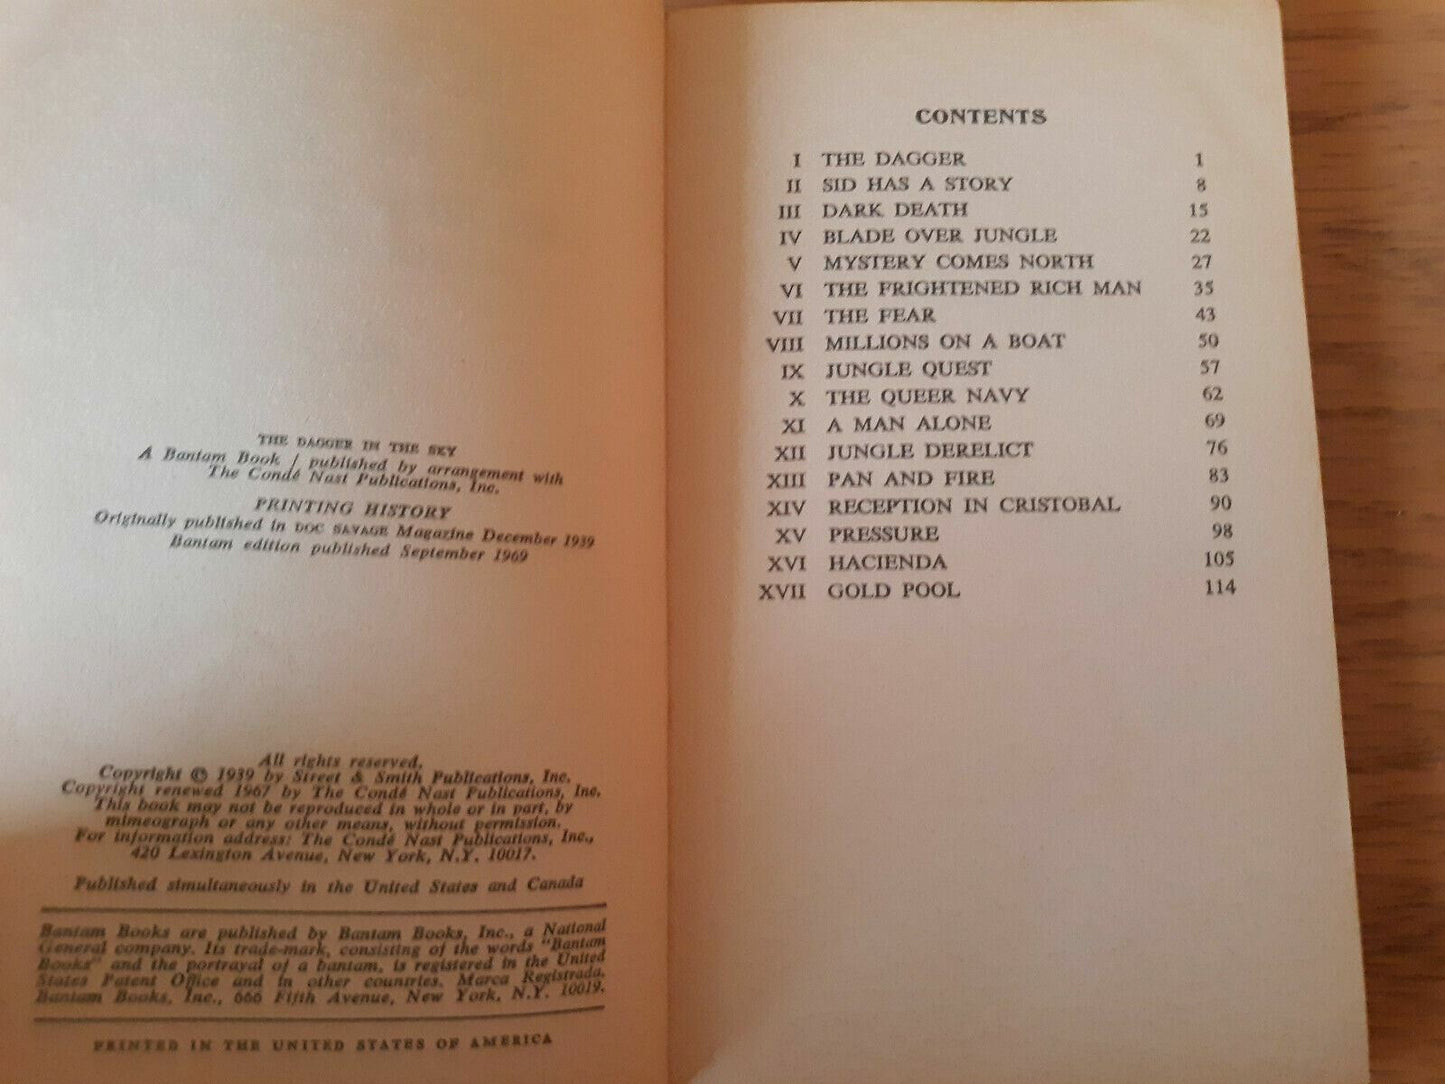 THE DAGGER IN THE SKY
A Bantam Book / published by arrangement with
The Condé Nast Publications, Inc.
PRINTING HISTORY
Originally published in DOC SAVAGE Magazine December 1939
Bantam edition published September 1969
All rights reserved.
Copyright © 1939 by Street & Smith Publications, Inc.
Copyright renewed 1967 by The Condé Nast Publications, Inc.
This book may not be reproduced in whole or in part, by
mimeograph or any other means, without permission.
For information address: The Condé Nast Publications, Inc.,
420 Lexington Avenue, New York, N.Y. 10017.
Published simultaneously in the United States and Canada
Bantam Books are published by Bantam Books, Inc., a National
General company. Its trade-mark, consisting of the words "Bantam
Books" and the portrayal of a bantam, is registered in the United
States Patent Office and in other countries. Marca Registrada.
Bantam Books, Inc., 666 Fifth Avenue, New York, N.Y. 10019.
PRINTED IN THE UNITED STATES OF AMERICA
CONTENTS
I THE DAGGER 1
II SID HAS A STORY 8
III DARK DEATH 15
IV BLADE OVER JUNGLE 22
V MYSTERY COMES NORTH 27
VI THE FRIGHTENED RICH MAN 35
VII THE FEAR 43
VIII MILLIONS ON A BOAT 50
IX JUNGLE QUEST 57
X THE QUEER NAVY 62
XI A MAN ALONE 69
XII JUNGLE DERELICT 76
XIII PAN AND FIRE 83
XIV RECEPTION IN CRISTOBAL 90
XV PRESSURE 98
XVI HACIENDA 105
XVII GOLD POOL 114